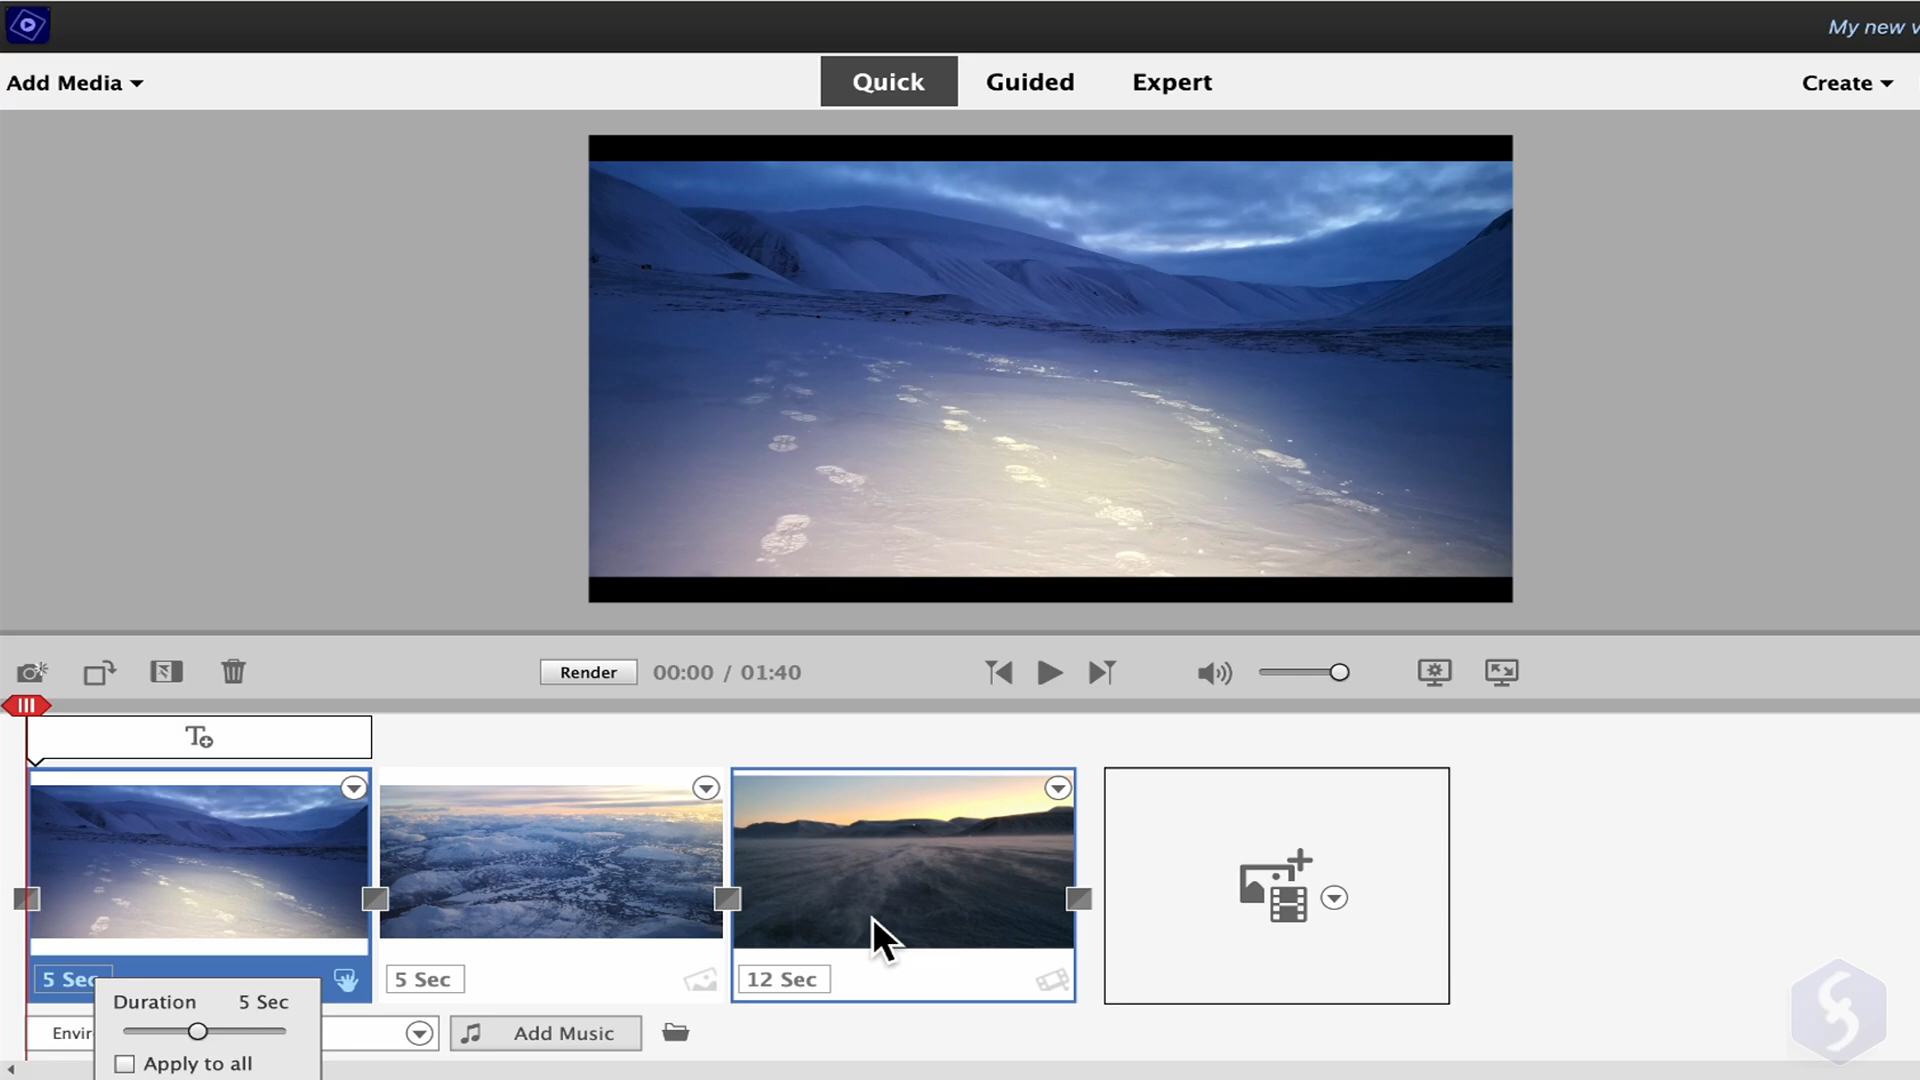 My new v
Add Media
Quick
Guided
Expert
Create
Render
00:00 / 01:40
5 Sec
5 Sec
12 Sec
Duration 5 Sec
Envir
Add Music
Apply to all